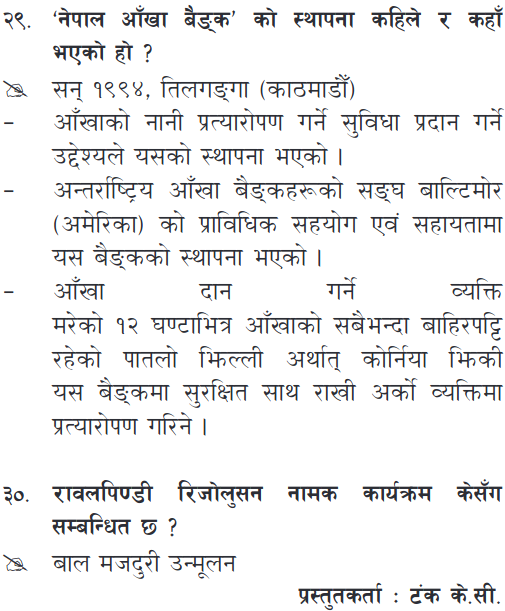 २९. ‘नेपाल आँखा बैङ्क’ को स्थापना कहिले र कहाँ
भएको हो ?
सन् १९९४, तिलगङ्गा (काठमाडौँ)
– आँखाको नानी प्रत्यारोपण गर्ने सुविधा प्रदान गर्ने
उद्देश्यले यसको स्थापना भएको ।
– अन्तर्राष्ट्रिय आँखा बैङ्कहरूको सङ्घ बाल्टिमोर
(अमेरिका) को प्राविधिक सहयोग एवं सहायतामा
यस बैङ्कको स्थापना भएको ।
– आँखा दान गर्ने व्यक्ति
मरेको १२ घण्टाभित्र आँखाको सबैभन्दा बाहिरपट्टि
रहेको पातलो झिल्ली अर्थात् कोर्निया झिकी
यस बैङ्कमा सुरक्षित साथ राखी अर्को व्यक्तिमा
प्रत्यारोपण गरिने ।
३०. रावलपिण्डी रिजोलुसन नामक कार्यक्रम केसँग
सम्बन्धित छ ?
बाल मजदुरी उन्मूलन
प्रस्तुतकर्ता : टंक के.सी.